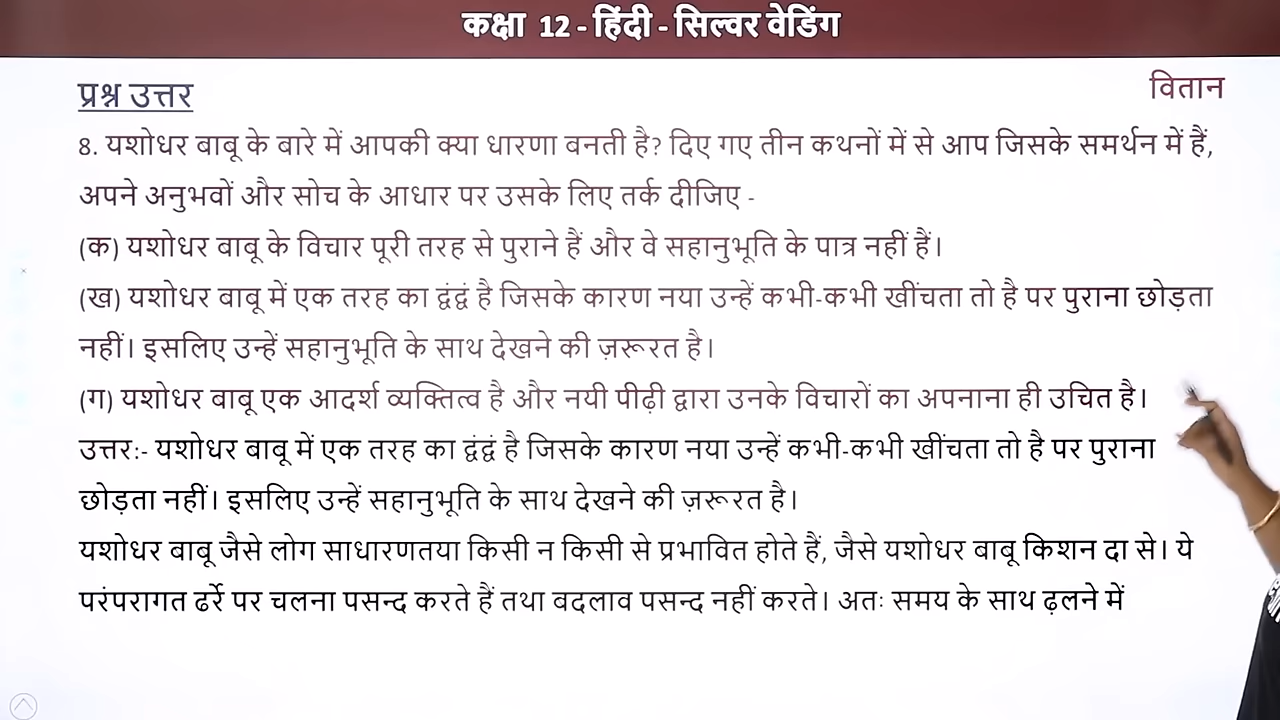 कक्षा 12 - हिंदी - सिल्वर वेडिंग
प्रश्न उत्तर
वितान
8. यशोधर बाबू के बारे में आपकी क्या धारणा बनती है? दिए गए तीन कथनों में से आप जिसके समर्थन में हैं,
अपने अनुभवों और सोच के आधार पर उसके लिए तर्क दीजिए -
(क) यशोधर बाबू के विचार पूरी तरह से पुराने हैं और वे सहानुभूति के पात्र नहीं हैं।
(ख) यशोधर बाबू में एक तरह का द्वंद्वं है जिसके कारण नया उन्हें कभी-कभी खींचता तो है पर पुराना छोड़ता
नहीं। इसलिए उन्हें सहानुभूति के साथ देखने की ज़रूरत है।
(ग) यशोधर बाबू एक आदर्श व्यक्तित्व है और नयी पीढ़ी द्वारा उनके विचारों का अपनाना ही उचित है।
उत्तर:- यशोधर बाबू में एक तरह का द्वंद्वं है जिसके कारण नया उन्हें कभी-कभी खींचता तो है पर पुराना
छोड़ता नहीं। इसलिए उन्हें सहानुभूति के साथ देखने की ज़रूरत है।
यशोधर बाबू जैसे लोग साधारणतया किसी न किसी से प्रभावित होते हैं, जैसे यशोधर बाबू किशन दा से। ये
परंपरागत ढर्रे पर चलना पसन्द करते हैं तथा बदलाव पसन्द नहीं करते। अतः समय के साथ ढ़लने में